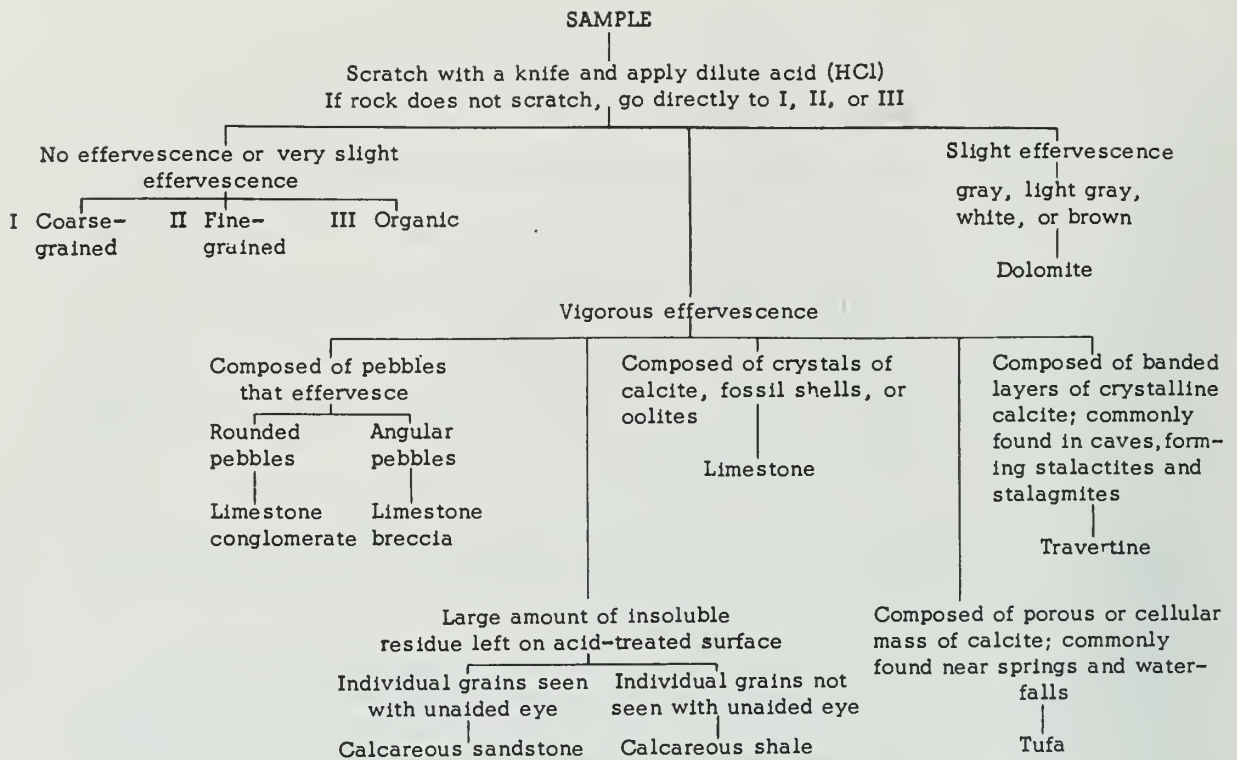 SAMPLE
Scratch with a knife and apply dilute acid (HCl)
If rock does not scratch, go directly to I, II, or III
No effervescence or very slight
effervescence
I Coarse-
grained
II Fine-
grained
III Organic
Slight effervescence
gray, light gray,
white, or brown
Dolomite
Vigorous effervescence
Composed of pebbles
that effervesce
Rounded
pebbles
Limestone
conglomerate
Angular
pebbles
Limestone
breccia
Composed of crystals of
calcite, fossil shells, or
oolites
Limestone
Composed of banded
layers of crystalline
calcite; commonly
found in caves, form-
ing stalactites and
stalagmites
Travertine
Large amount of insoluble
residue left on acid-treated surface
Individual grains seen
with unaided eye
Calcareous sandstone
Individual grains not
seen with unaided eye
Calcareous shale
Composed of porous or cellular
mass of calcite; commonly
found near springs and water-
falls
Tufa